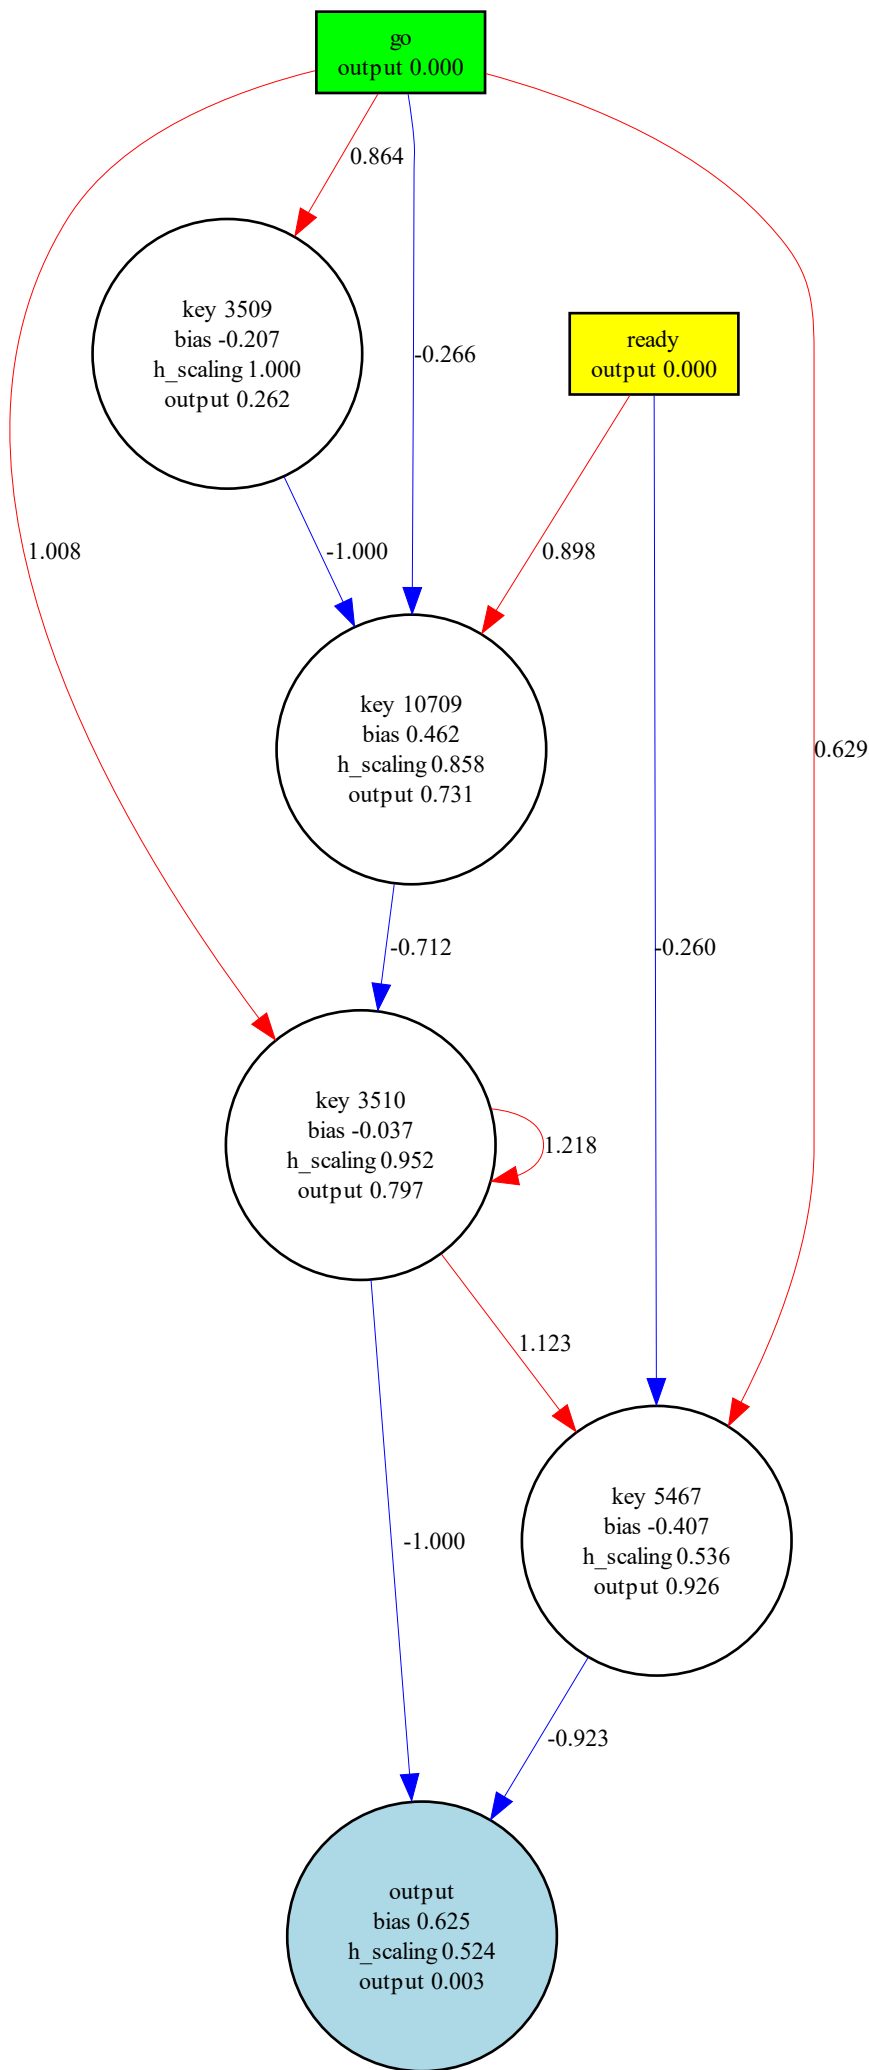 go
output 0.000
0.864
key 3509
bias -0.207
h_scaling 1.000
output 0.262
-0.266
ready
output 0.000
1.008
-1.000
0.898
key 10709
bias 0.462
h_scaling 0.858
output 0.731
0.629
-0.712
-0.260
key 3510
bias -0.037
h_scaling 0.952
output 0.797
1.218
1.123
key 5467
bias -0.407
h_scaling 0.536
output 0.926
-1.000
-0.923
output
bias 0.625
h_scaling 0.524
output 0.003